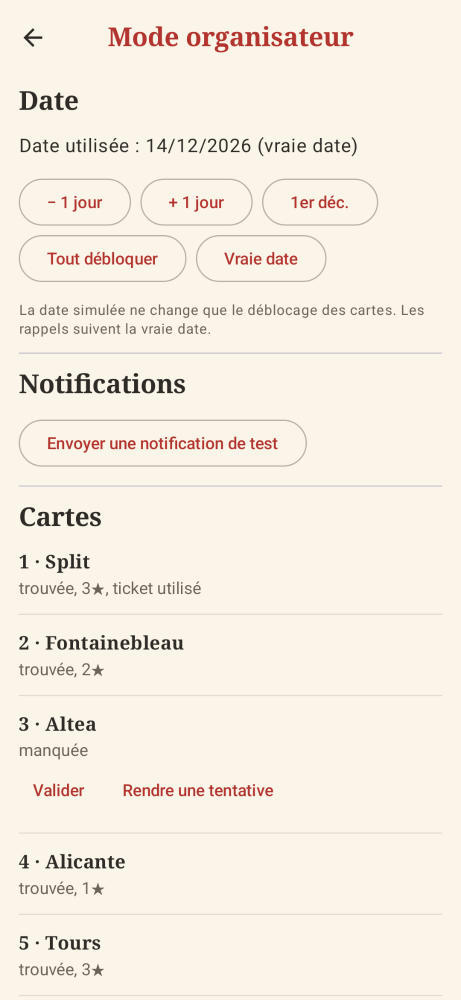 Mode organisateur
Date
Date utilisée : 14/12/2026 (vraie date)
− 1 jour
+ 1 jour
1er déc.
Tout débloquer
Vraie date
La date simulée ne change que le déblocage des cartes. Les
rappels suivent la vraie date.
Notifications
Envoyer une notification de test
Cartes
1 · Split
trouvée, 3★, ticket utilisé
2 · Fontainebleau
trouvée, 2★
3 · Altea
manquée
Valider
Rendre une tentative
4 · Alicante
trouvée, 1★
5 · Tours
trouvée, 3★